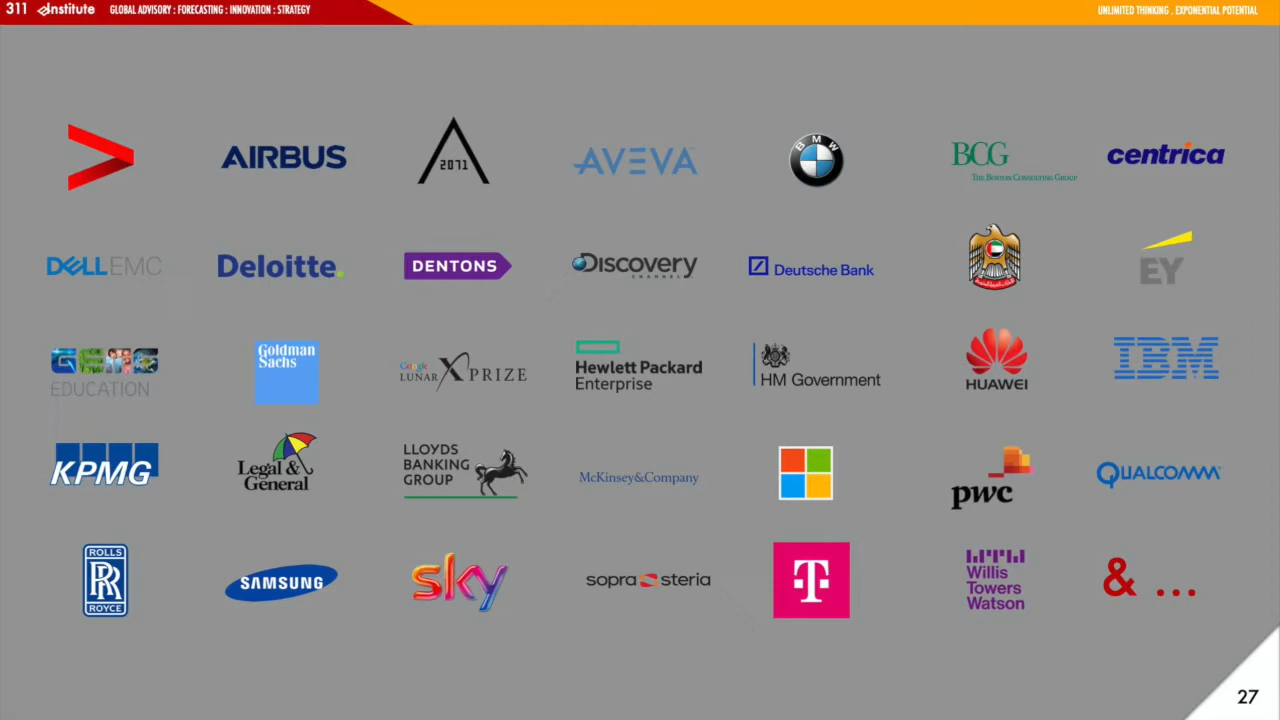 311 institute GLOBAL ADVISORY : FORECASTING : INNOVATION : STRATEGY
UNLIMITED THINKING . EXPONENTIAL POTENTIAL
AIRBUS
2071
AVEVA
BMW
BCG
THE BOSTON CONSULTING GROUP
centrica
DELLEMC
Deloitte.
DENTONS
Discovery
CHANNEL
Deutsche Bank
EY
GEMS
EDUCATION
Goldman
Sachs
Google
LUNAR XPRIZE
Hewlett Packard
Enterprise
HM Government
HUAWEI
IBM
KPMG
Legal &
General
LLOYDS
BANKING
GROUP
McKinsey&Company
pwc
QUALCOMM
ROLLS
RR
ROYCE
SAMSUNG
sky
sopra steria
T
Willis
Towers
Watson
& ...
27